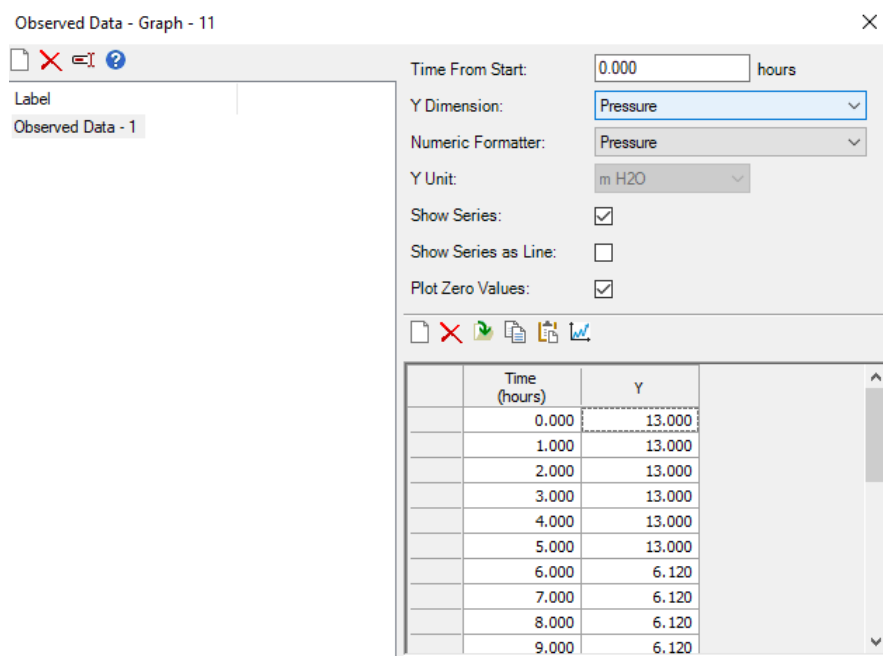 Observed Data - Graph - 11
Label
Observed Data - 1
Time From Start: 0.000 hours
Y Dimension: Pressure
Numeric Formatter: Pressure
Y Unit: m H2O
Show Series:
Show Series as Line:
Plot Zero Values:
Time
(hours) Y
0.000 13.000
1.000 13.000
2.000 13.000
3.000 13.000
4.000 13.000
5.000 13.000
6.000 6.120
7.000 6.120
8.000 6.120
9.000 6.120